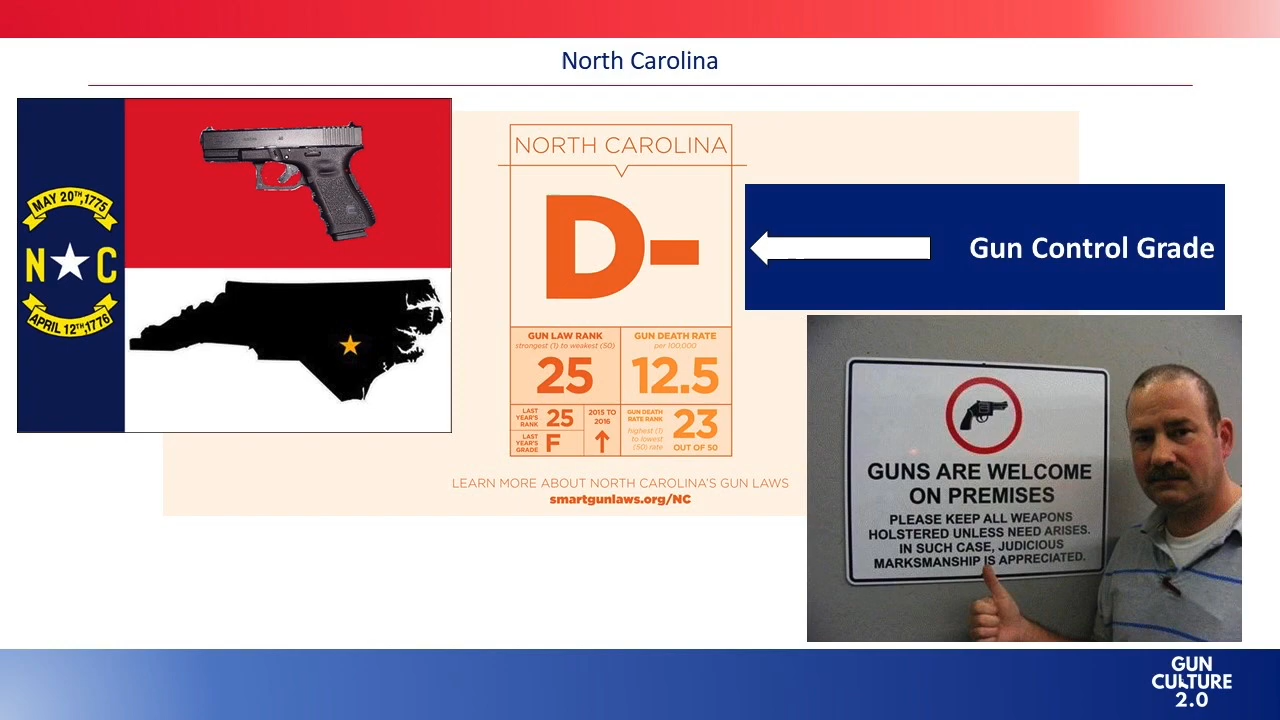 North Carolina
MAY 20TH,1775
N C
APRIL 12TH,1776
NORTH CAROLINA
D-
GUN LAW RANK
strongest (1) to weakest (50)
25
GUN DEATH RATE
per 100,000
12.5
LAST
YEAR'S
RANK
25
LAST
YEAR'S
GRADE
F
2015 TO
2016
GUN DEATH
RATE RANK
highest (1)
to lowest
(50) rate
23
OUT OF 50
LEARN MORE ABOUT NORTH CAROLINA'S GUN LAWS
smartgunlaws.org/NC
Gun Control Grade
GUNS ARE WELCOME
ON PREMISES
PLEASE KEEP ALL WEAPONS
HOLSTERED UNLESS NEED ARISES.
IN SUCH CASE, JUDICIOUS
MARKSMANSHIP IS APPRECIATED.
GUN
CULTURE
2.0